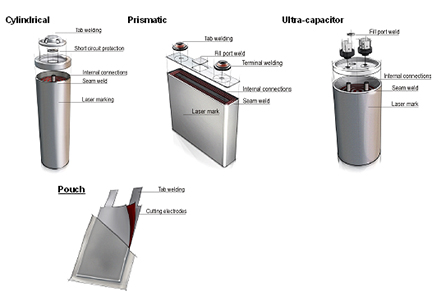 Cylindrical
Tab welding
Short circuit protection
Internal connections
Seam weld
Laser marking
Prismatic
Tab welding
Fill port weld
Terminal welding
Internal connections
Seam weld
Laser mark
Ultra-capacitor
Fill port weld
Internal connections
Seam weld
Laser mark
Pouch
Tab welding
Cutting electrodes